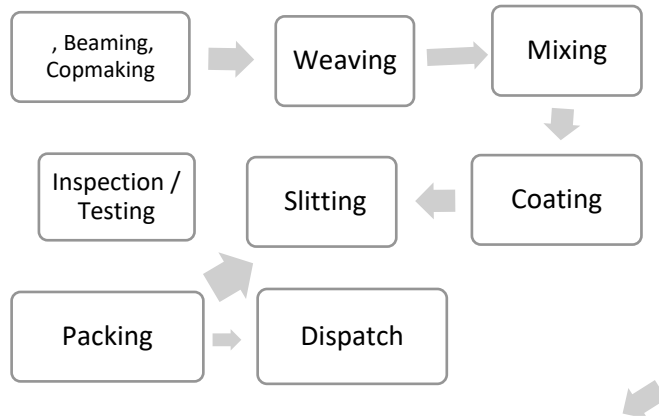 , Beaming,
Copmaking
Weaving
Mixing
Inspection /
Testing
Slitting
Coating
Packing
Dispatch